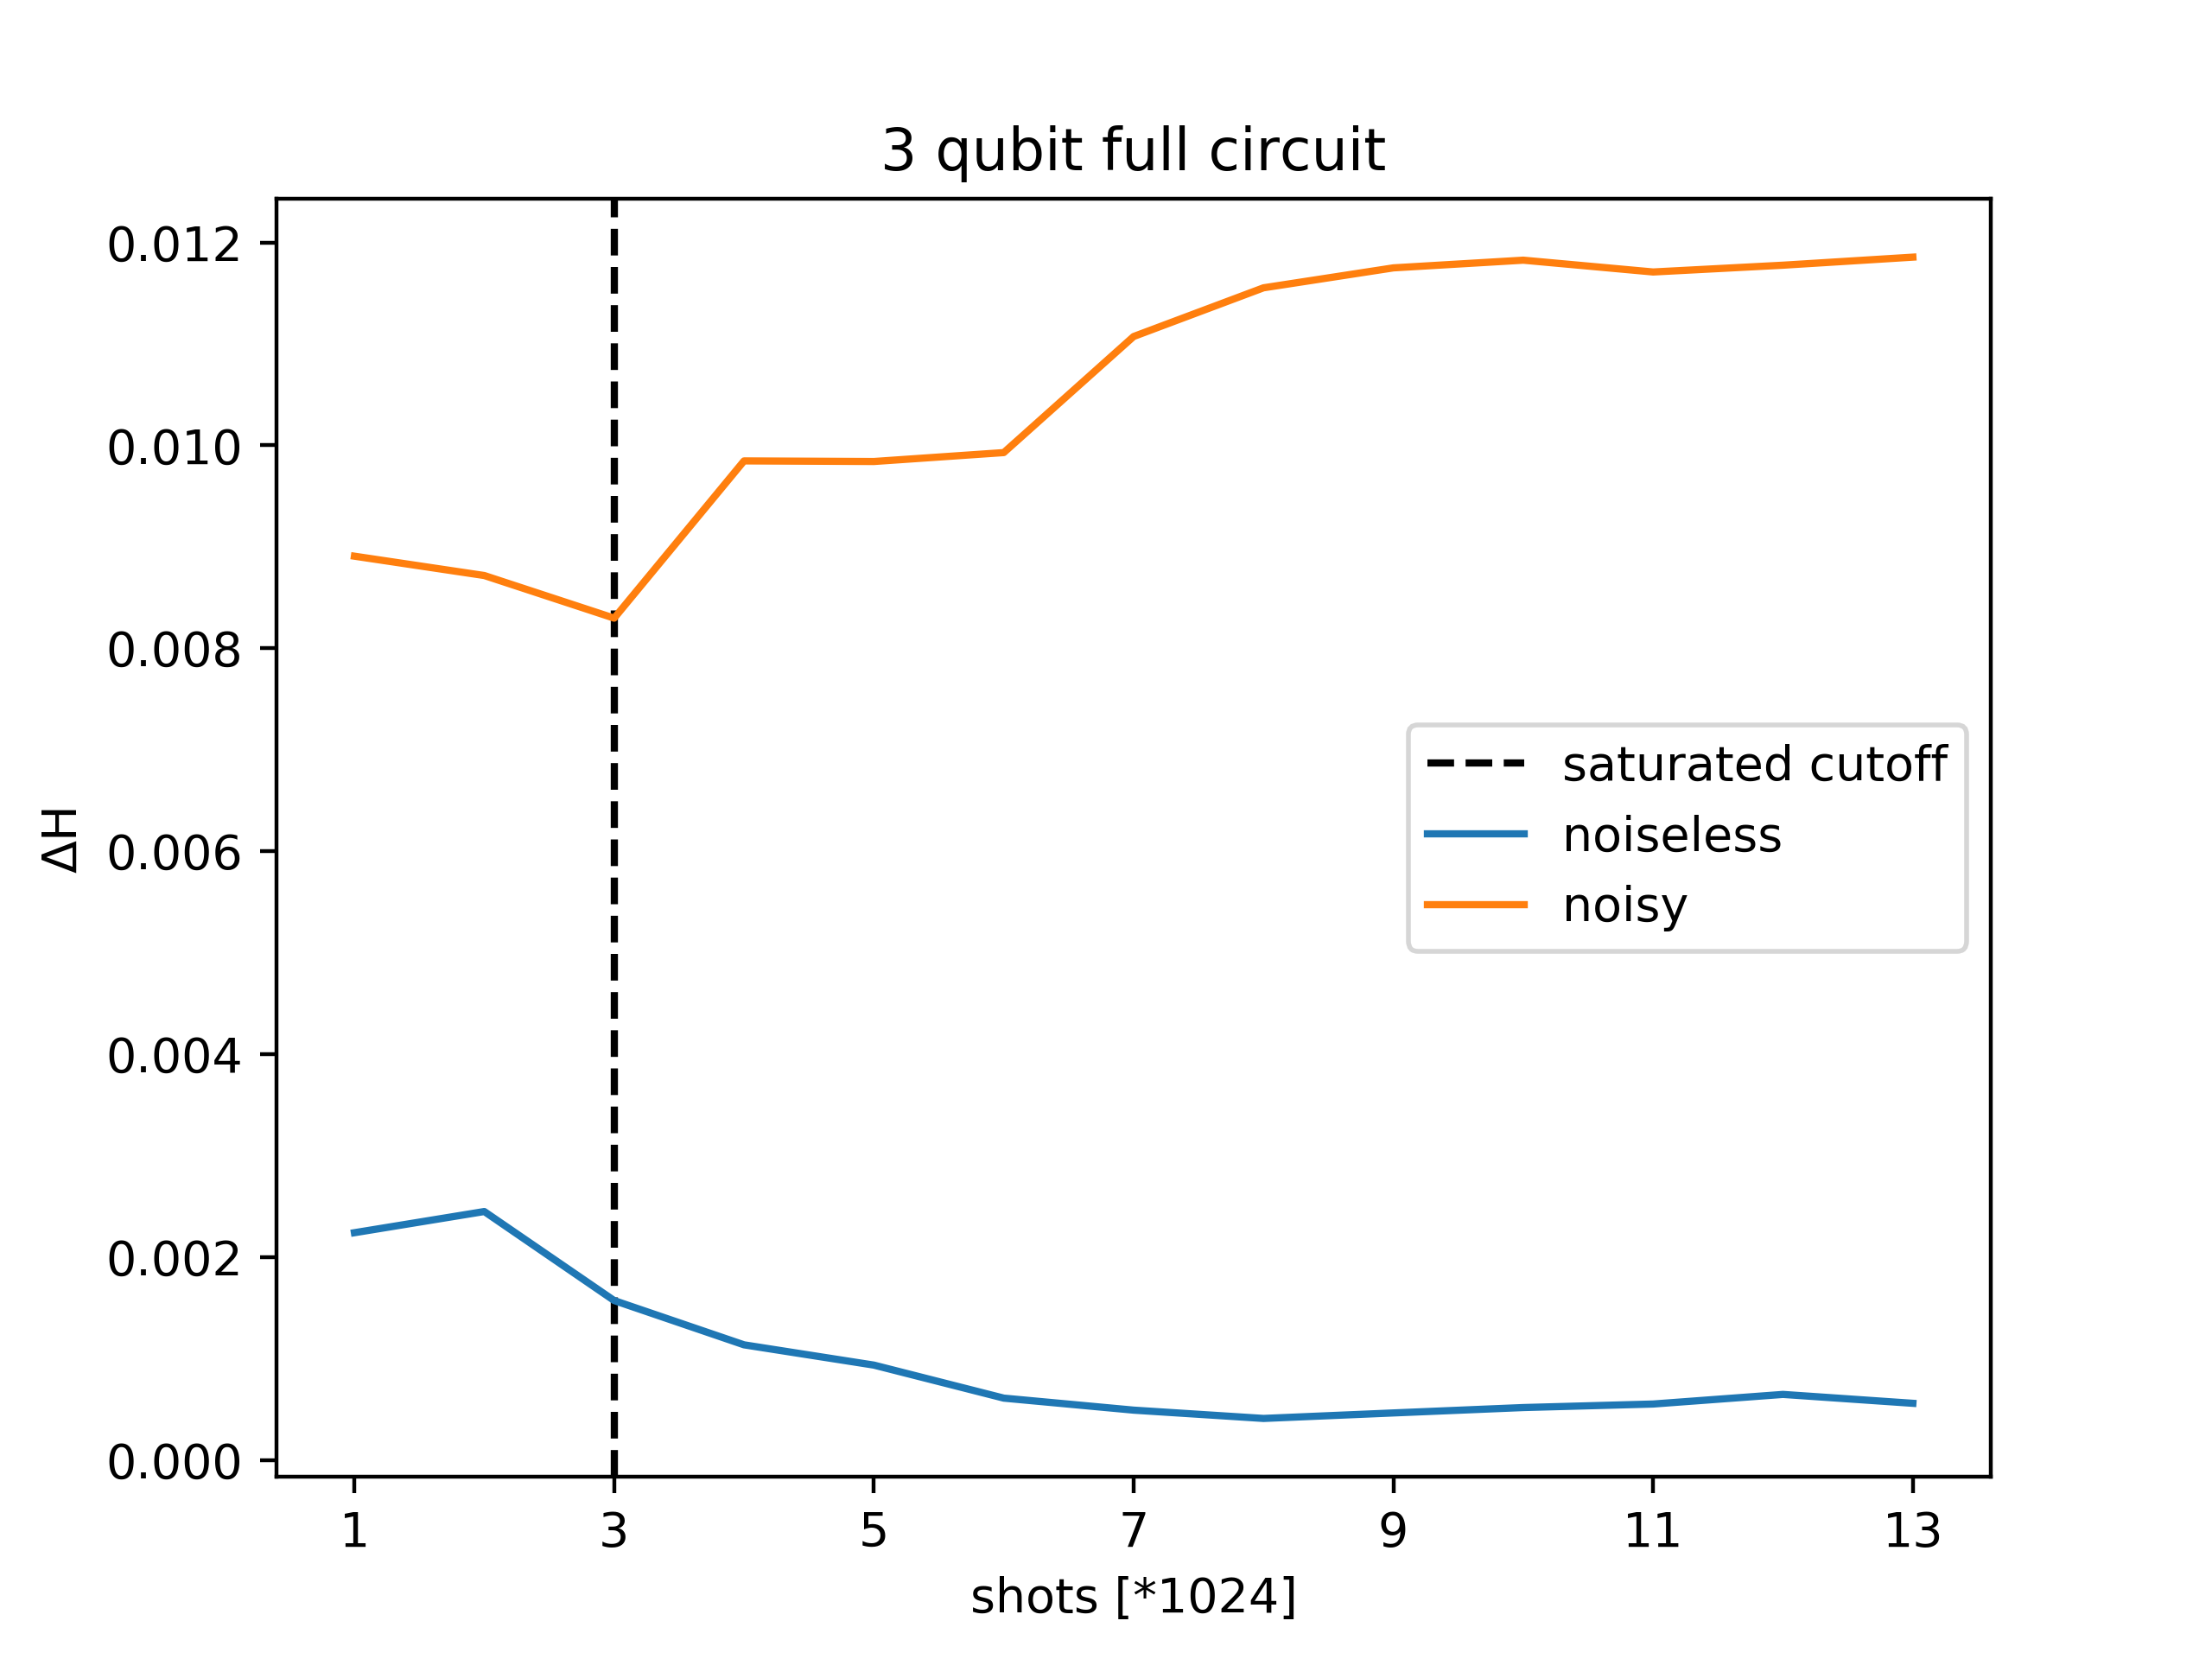 3 qubit full circuit
0.012
0.010
0.008
0.006
0.004
0.002
0.000
ΔH
saturated cutoff
noiseless
noisy
1 3 5 7 9 11 13
shots [*1024]